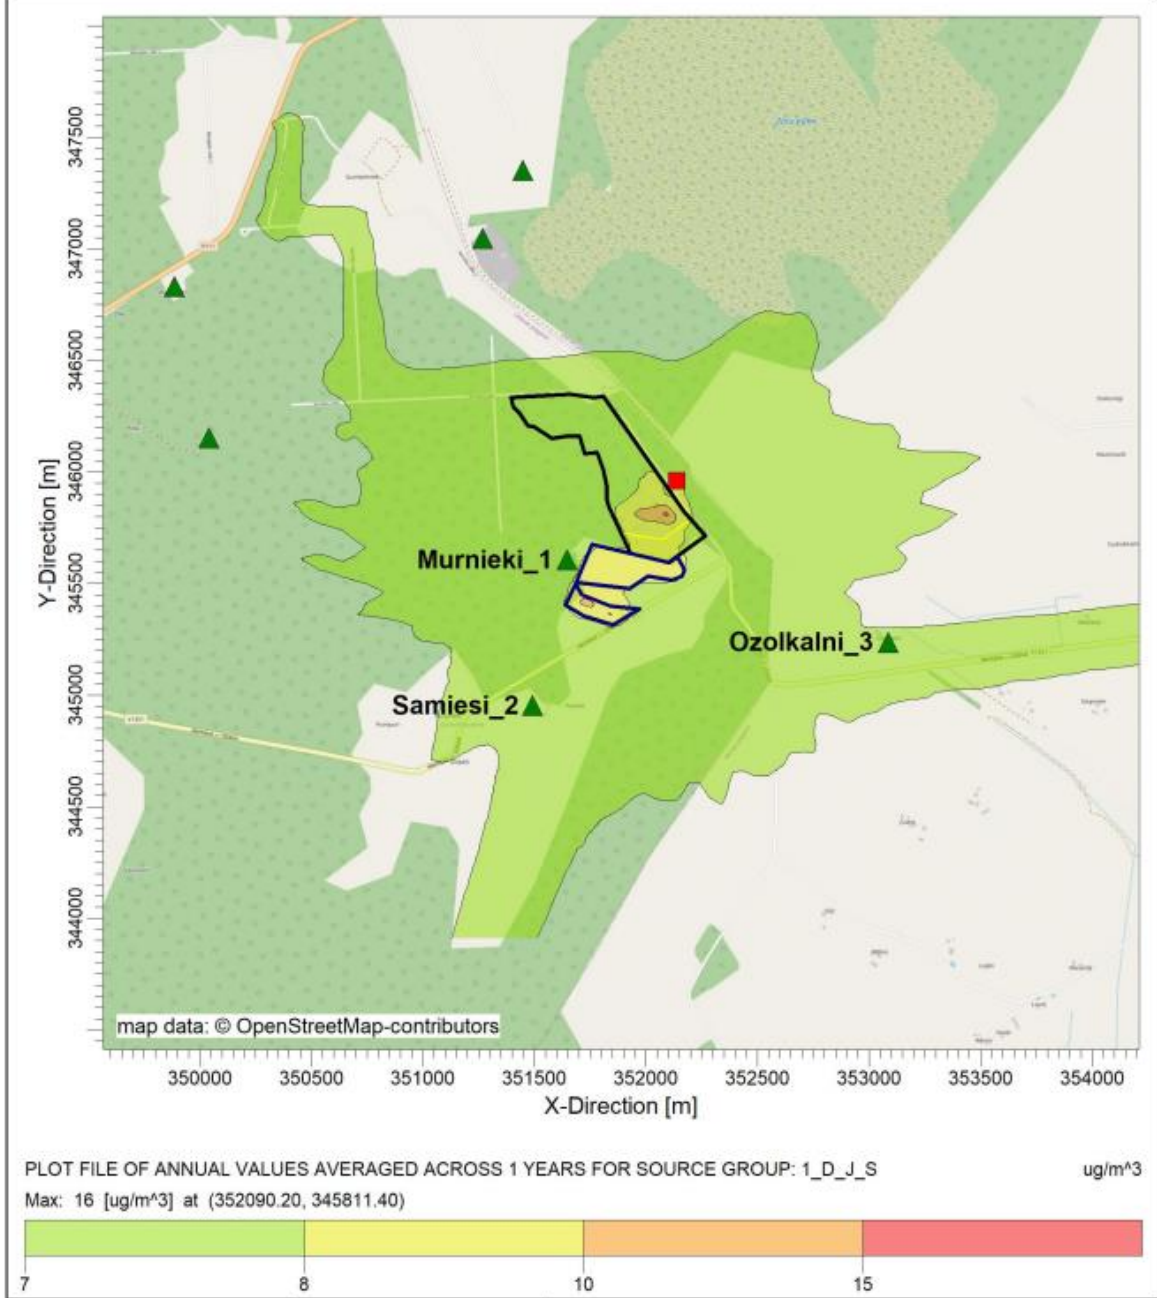 347500
347000
346500
346000
345500
345000
344500
344000
Y-Direction [m]
Murnieki_1
Ozolkalni_3
Samiesi_2
map data: © OpenStreetMap-contributors
350000 350500 351000 351500 352000 352500 353000 353500 354000
X-Direction [m]
PLOT FILE OF ANNUAL VALUES AVERAGED ACROSS 1 YEARS FOR SOURCE GROUP: 1_D_J_S ug/m^3
Max: 16 [ug/m^3] at (352090.20, 345811.40)
7 8 10 15